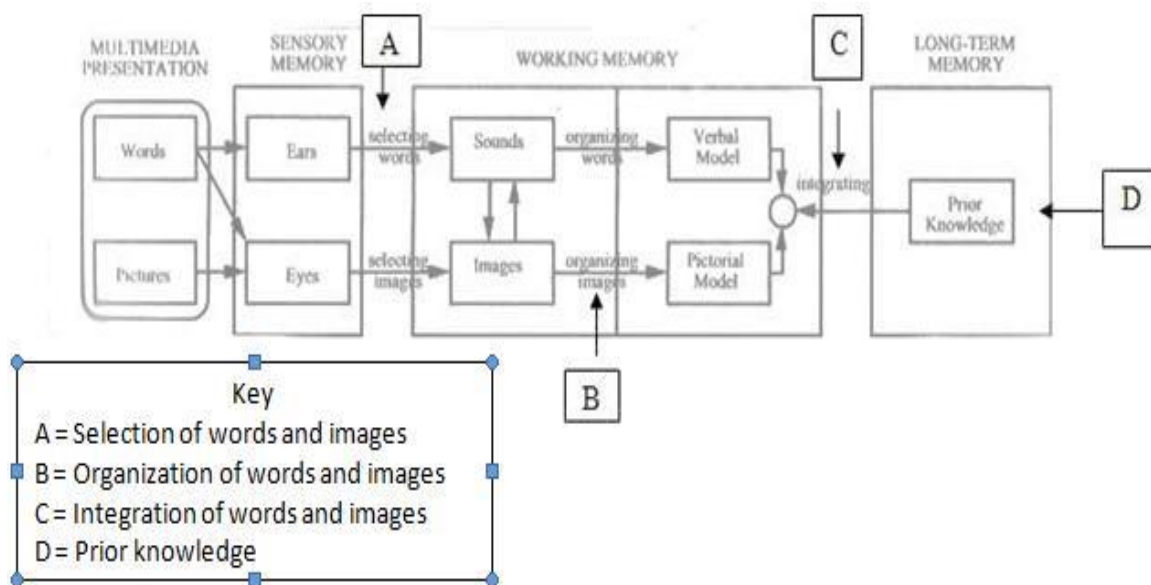 MULTIMEDIA
PRESENTATION
SENSORY
MEMORY
A
WORKING MEMORY
C
LONG-TERM
MEMORY
Words
Ears
selecting
words
Sounds
organizing
words
Verbal
Model
integrating
Prior
Knowledge
D
Pictures
Eyes
selecting
images
Images
organizing
images
Pictorial
Model
B
Key
A = Selection of words and images
B = Organization of words and images
C = Integration of words and images
D = Prior knowledge